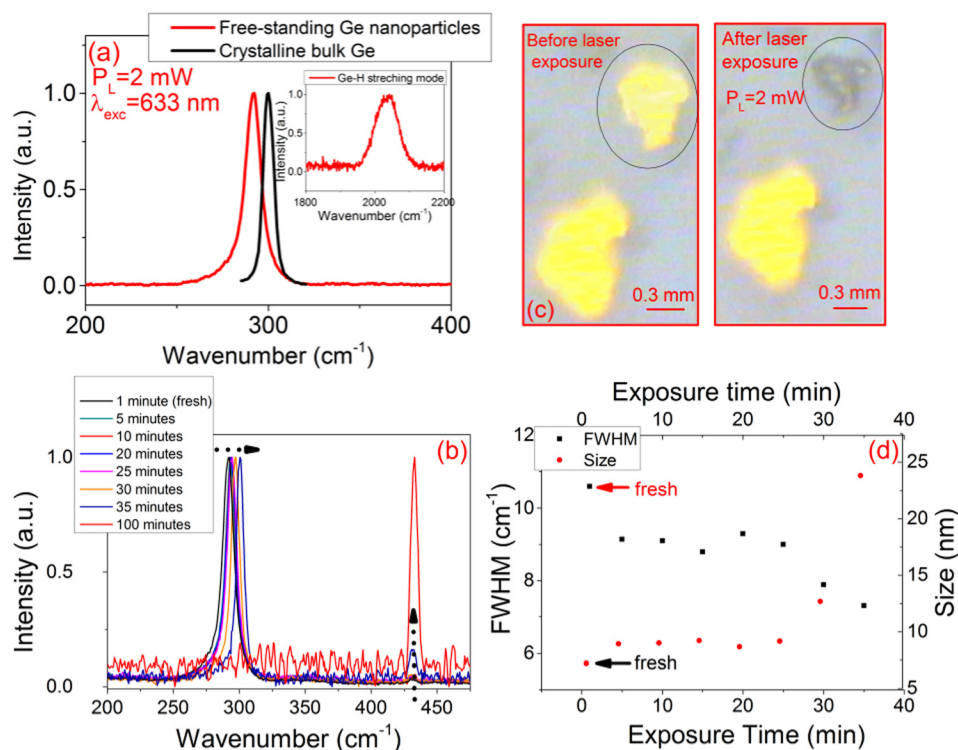 Free-standing Ge nanoparticles
Crystalline bulk Ge
(a)
P_L=2 mW
λ_exc=633 nm
Ge-H streching mode
Intensity (a.u.)
1.0
0.5
0.0
1800 2000 2200
Wavenumber (cm⁻¹)
Intensity (a.u.)
1.0
0.5
0.0
200 300 400
Wavenumber (cm⁻¹)
Before laser
exposure
(c)
0.3 mm
After laser
exposure
P_L=2 mW
0.3 mm
1 minute (fresh)
5 minutes
10 minutes
20 minutes
25 minutes
30 minutes
35 minutes
100 minutes
(b)
Intensity (a.u.)
1.0
0.5
0.0
200 250 300 350 400 450
Wavenumber (cm⁻¹)
Exposure time (min)
0 10 20 30 40
FWHM
Size
(d)
fresh
fresh
FWHM (cm⁻¹)
12
10
8
6
Size (nm)
25
20
15
10
5
0 10 20 30 40
Exposure Time (min)